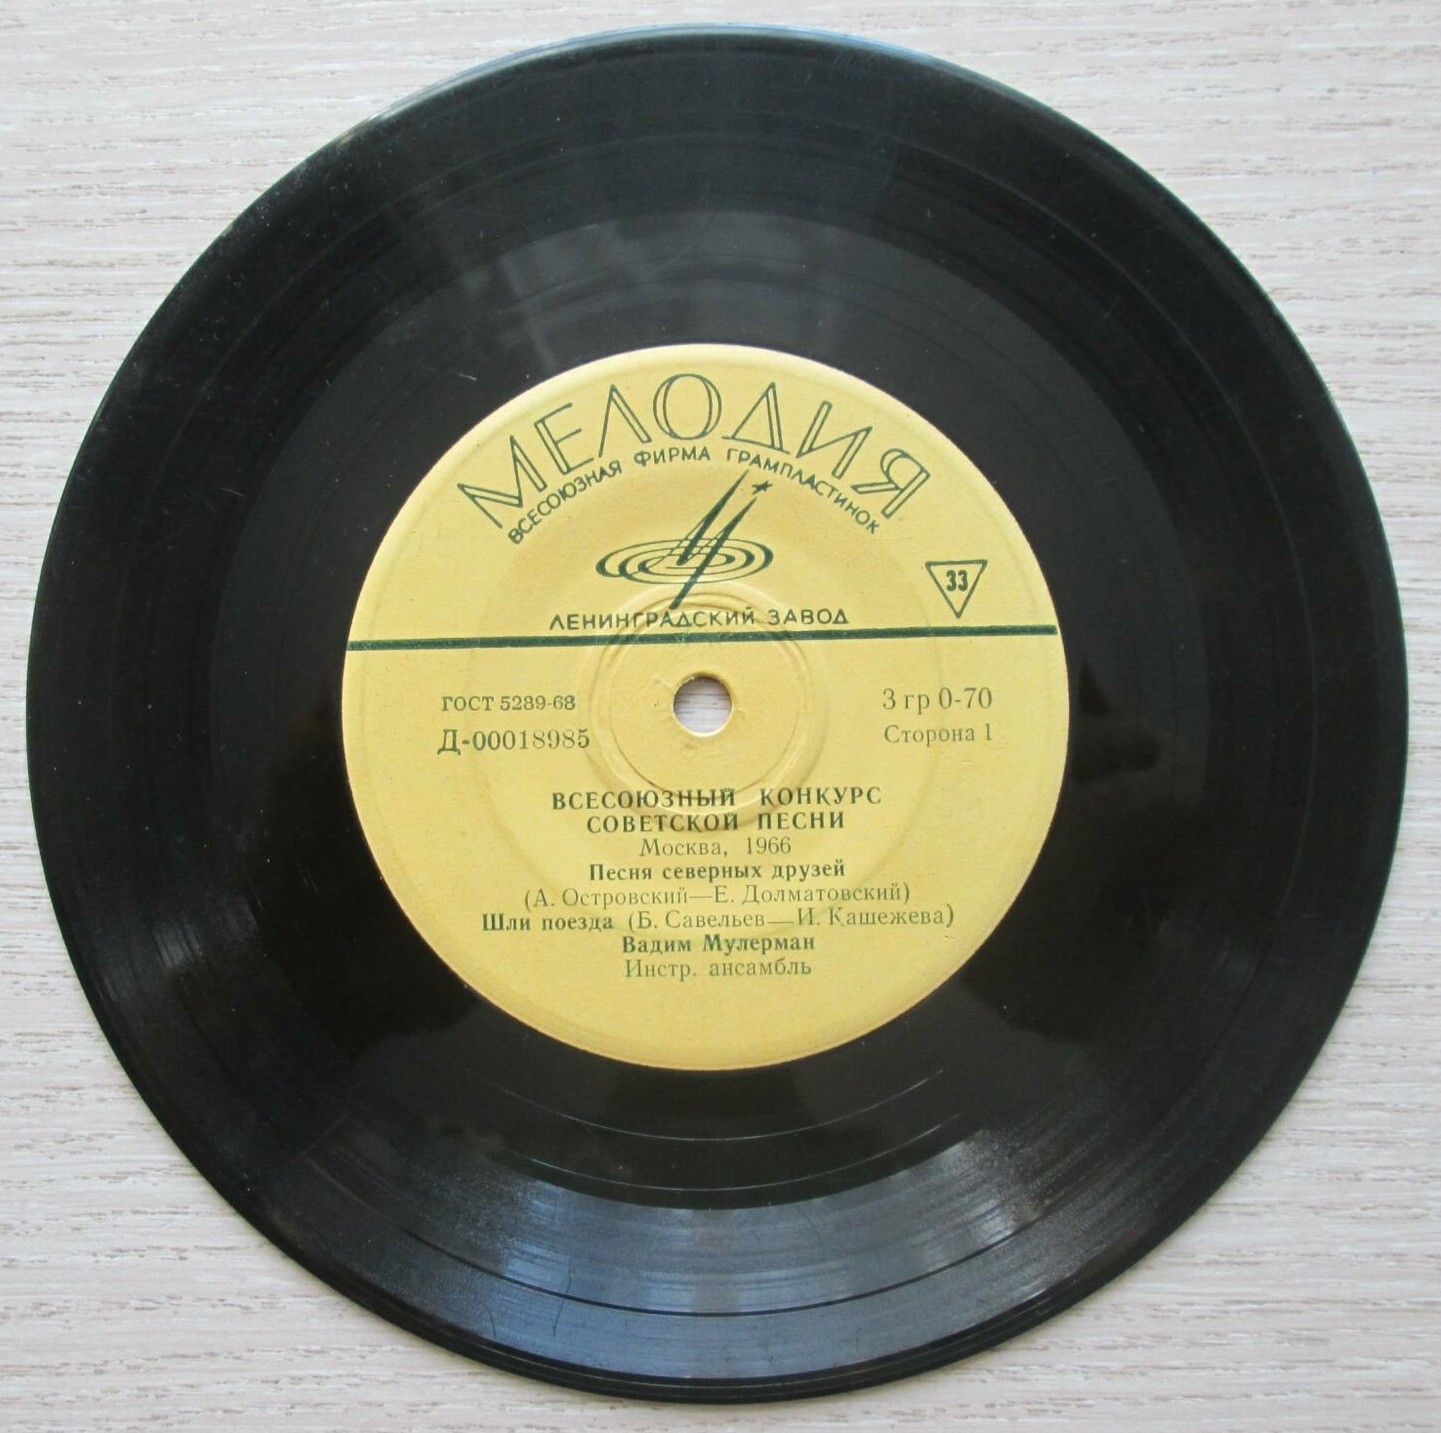 МЕЛОДИЯ
ВСЕСОЮЗНАЯ ФИРМА ГРАМПЛАСТИНОК
33
ЛЕНИНГРАДСКИЙ ЗАВОД
ГОСТ 5289-68
3 гр 0-70
Д-00018985
Сторона 1
ВСЕСОЮЗНЫЙ КОНКУРС
СОВЕТСКОЙ ПЕСНИ
Москва, 1966
Песня северных друзей
(А. Островский—Е. Долматовский)
Шли поезда (Б. Савельев—И. Кашежева)
Вадим Мулерман
Инстр. ансамбль